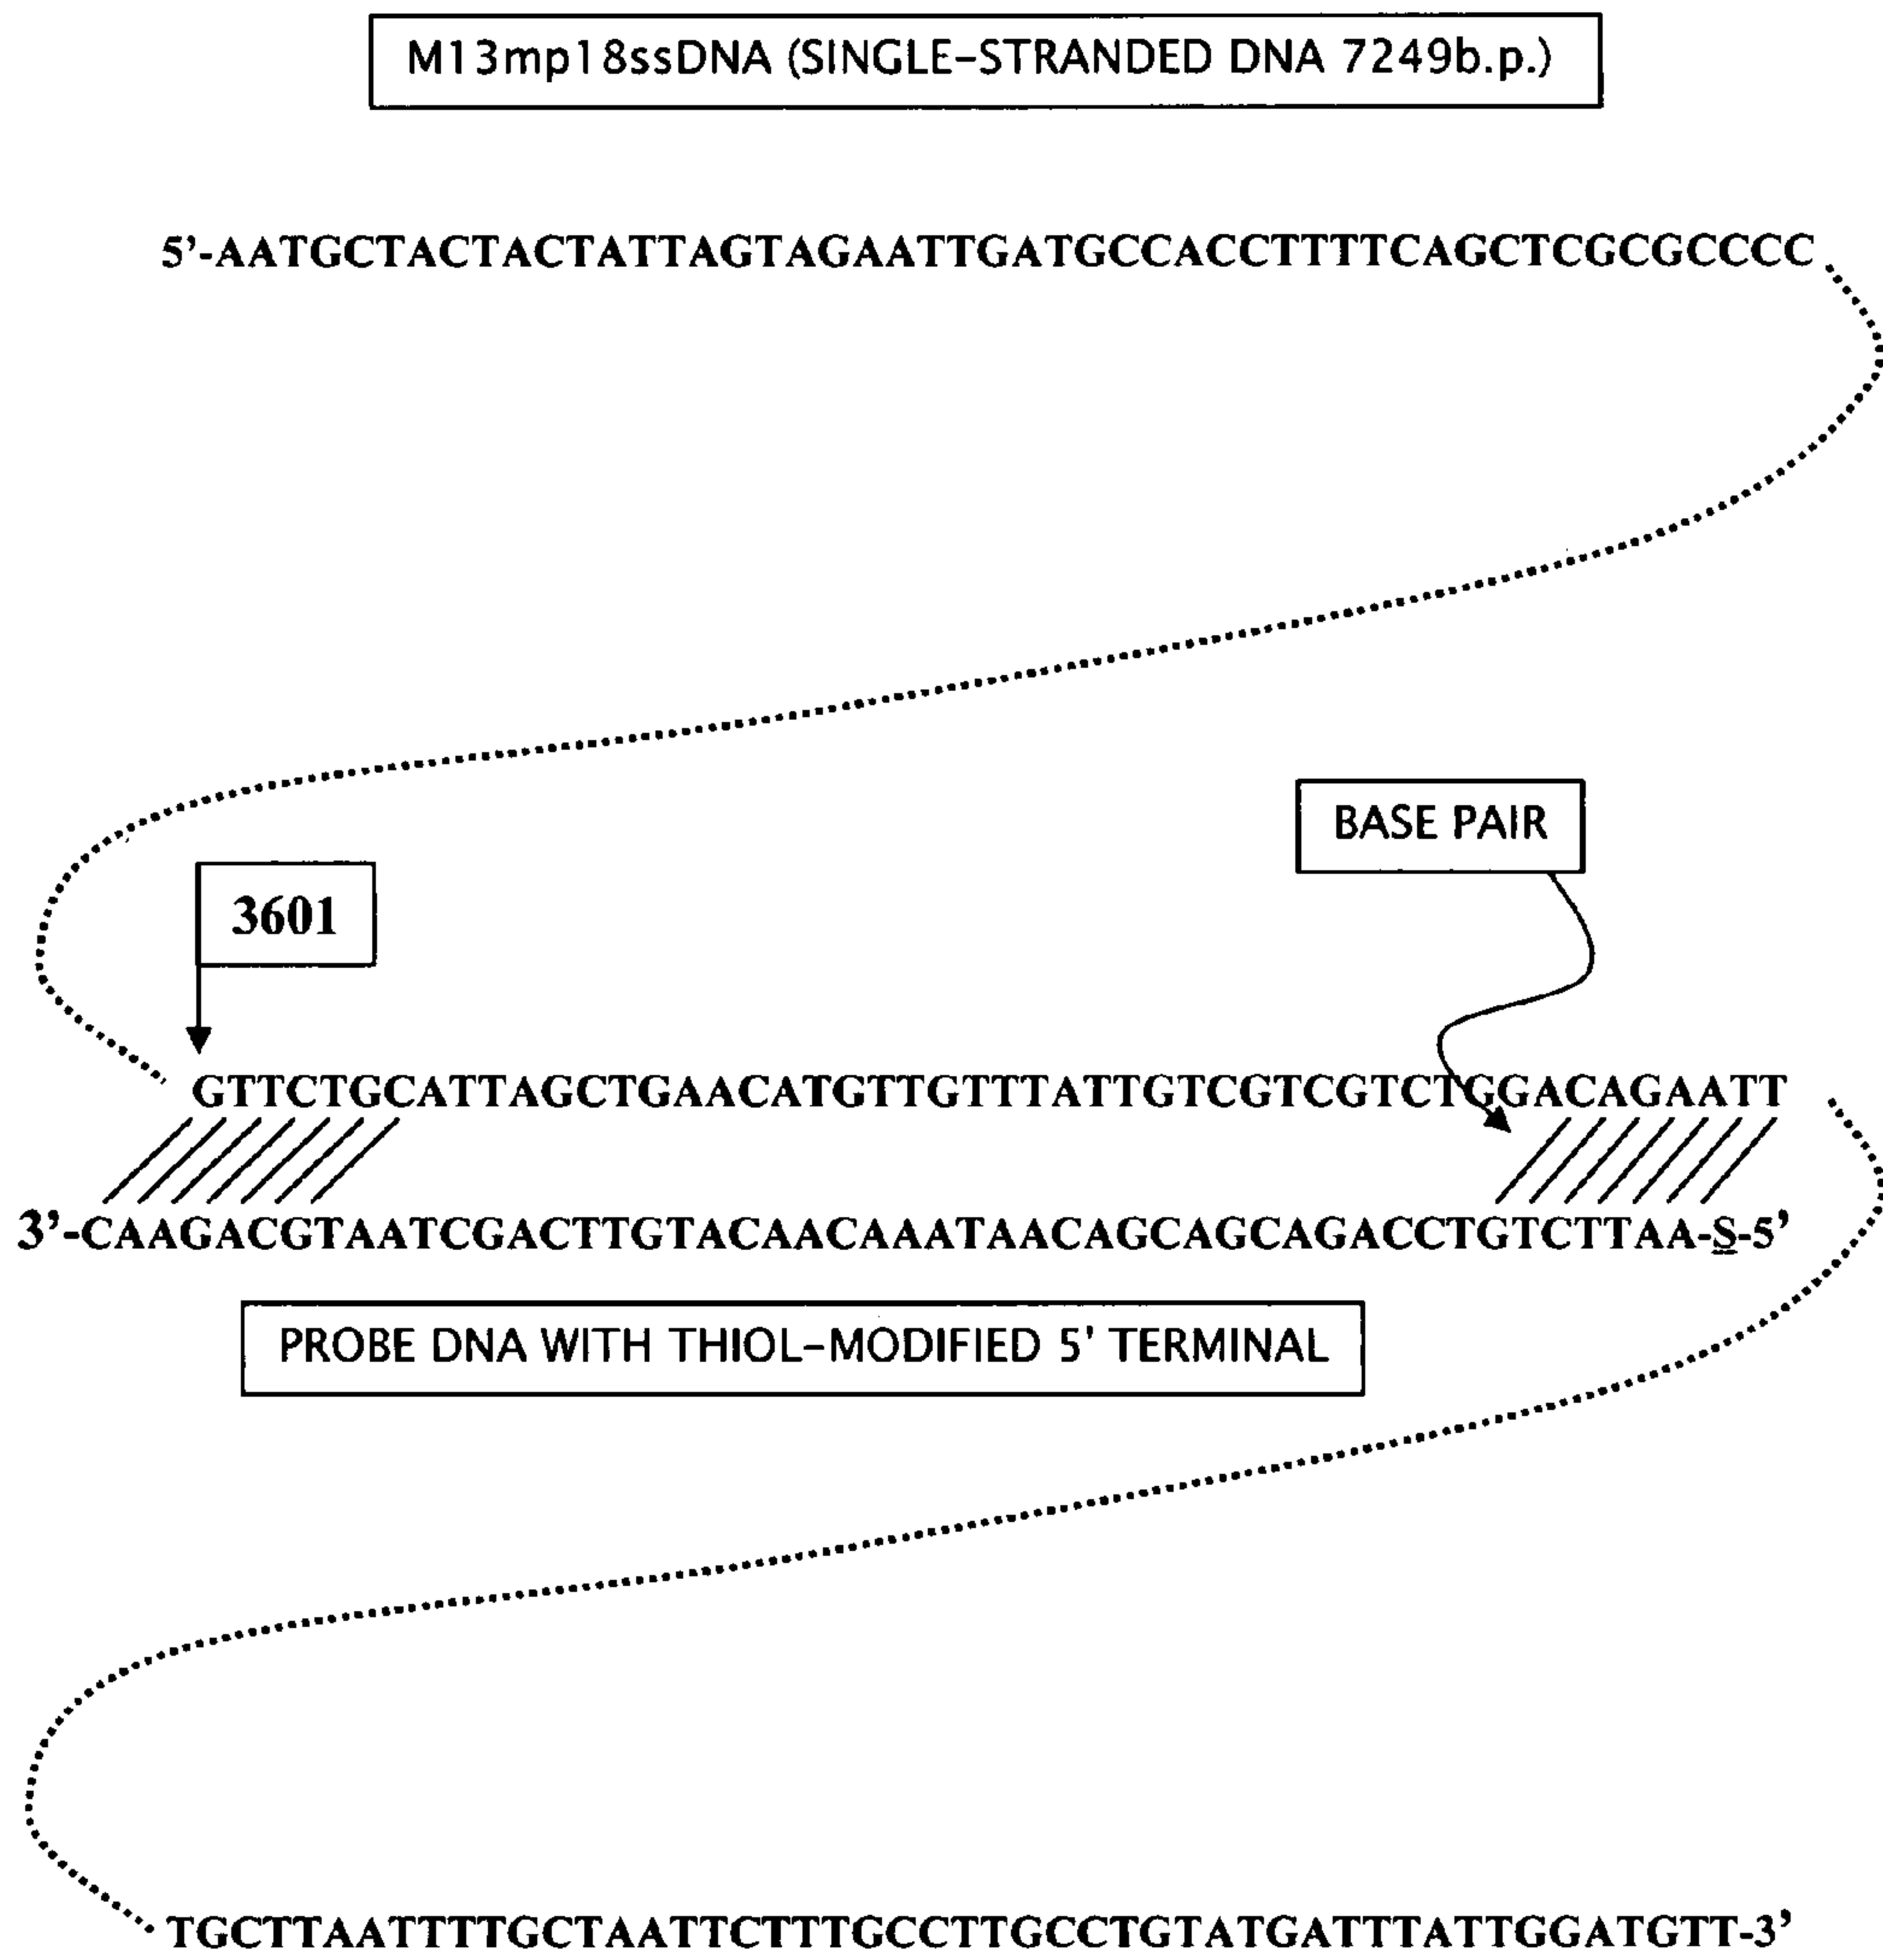 M13mp18ssDNA (SINGLE-STRANDED DNA 7249b.p.)
5'-AATGCTACTACTATTAGTAGAATTGATGCCACCTTTTCAGCTCGCGCCCC
BASE PAIR
3601
GTTCTGCATTAGCTGAACATGTTGTTTATTGTCGTCGTCTGGACAGAATT
3'-CAAGACGTAATCGACTTGTACAACAAATAACAGCAGCAGACCTGTCTTAA-S-5'
PROBE DNA WITH THIOL-MODIFIED 5' TERMINAL
TGCTTAATTTTGCTAATTCTTTGCCTTGCCTGTATGATTTATTGGATGTT-3'